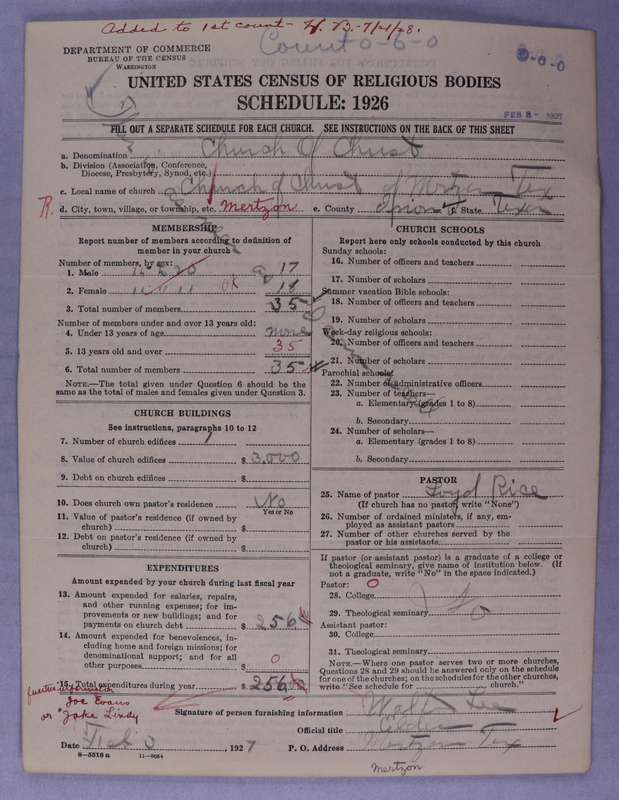 Added to 1st count - H. B. - 7/21/28.
Count 0-6-0
0-0-0
DEPARTMENT OF COMMERCE
BUREAU OF THE CENSUS
WASHINGTON
UNITED STATES CENSUS OF RELIGIOUS BODIES
SCHEDULE: 1926
FEB 8 - 1927
FILL OUT A SEPARATE SCHEDULE FOR EACH CHURCH. SEE INSTRUCTIONS ON THE BACK OF THIS SHEET
a. Denomination Church Of Christ
b. Division (Association, Conference, Diocese, Presbytery, Synod, etc.)
c. Local name of church Church of Christ of Mertzon Tex
R. d. City, town, village, or township, etc. Mertzon e. County Irion f. State Texas
MEMBERSHIP
Report number of members according to definition of member in your church
Number of members, by sex:
1. Male 17
2. Female OK 18
3. Total number of members 35
Number of members under and over 13 years old:
4. Under 13 years of age none
5. 13 years old and over 35
6. Total number of members 35
NOTE.—The total given under Question 6 should be the same as the total of males and females given under Question 3.
CHURCH BUILDINGS
See instructions, paragraphs 10 to 12
7. Number of church edifices 1
8. Value of church edifices $ 3,000
9. Debt on church edifices $
10. Does church own pastor's residence No
Yes or No
11. Value of pastor's residence (if owned by church) $
12. Debt on pastor's residence (if owned by church) $
EXPENDITURES
Amount expended by your church during last fiscal year
13. Amount expended for salaries, repairs, and other running expenses; for improvements or new buildings; and for payments on church debt $ 256
14. Amount expended for benevolences, including home and foreign missions; for denominational support; and for all other purposes $ 0
15. Total expenditures during year $ 256
CHURCH SCHOOLS
Report here only schools conducted by this church
Sunday schools:
16. Number of officers and teachers
17. Number of scholars
Summer vacation Bible schools:
18. Number of officers and teachers
19. Number of scholars
Week-day religious schools:
20. Number of officers and teachers
21. Number of scholars
Parochial schools:
22. Number of administrative officers
23. Number of teachers—
a. Elementary (grades 1 to 8)
b. Secondary
24. Number of scholars—
a. Elementary (grades 1 to 8)
b. Secondary
PASTOR
25. Name of pastor Loyd Rice
(If church has no pastor, write "None")
26. Number of ordained ministers, if any, employed as assistant pastors
27. Number of other churches served by the pastor or his assistants
If pastor (or assistant pastor) is a graduate of a college or theological seminary, give name of institution below. (If not a graduate, write "No" in the space indicated.)
Pastor: 0
28. College
29. Theological seminary
Assistant pastor:
30. College
31. Theological seminary
NOTE.—Where one pastor serves two or more churches, Questions 28 and 29 should be answered only on the schedule for one of the churches; on the schedules for the other churches, write "See schedule for church."
further information
Joe Evans
or Jake Lindy
Signature of person furnishing information Walter Lee
Official title
Date 1927 P. O. Address Mertzon Tex
8-5518 a 11-9054
Mertzon